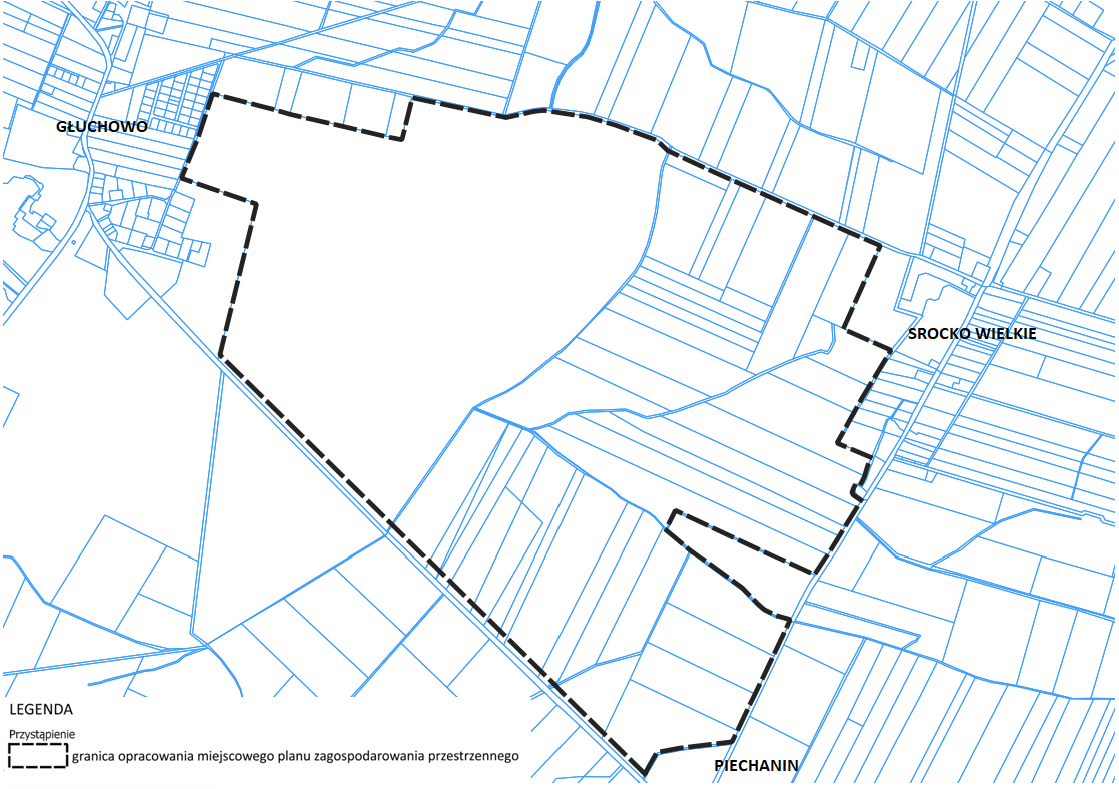 GŁUCHOWO
SROCKO WIELKIE
LEGENDA
Przystąpienie
granica opracowania miejscowego planu zagospodarowania przestrzennego
PIECHANIN